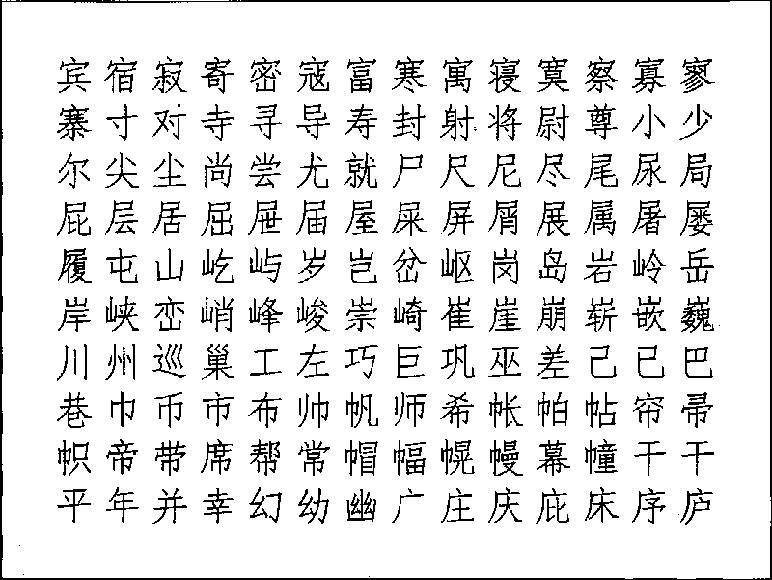 宾宿寂寄密寇富寒寓寝寞察寡寥
寨寸对寺寻导寿封射将尉尊小少
尔尖尘尚尝尤就尸尺尼尽尾尿局
屁层居屈屉届屋屎屏屑展属屠屡
履屯山屹屿岁岂岔岖岗岛岩岭岳
岸峡峦峭峰峻崇崎崔崖崩崭嵌巍
川州巡巢工左巧巨巩巫差己已巴
巷巾币市布帅帆师希帐帕帖帘帚
帜帝带席帮常帽幅幌幔幕幢干干
平年并幸幻幼幽广庄庆庇床序庐